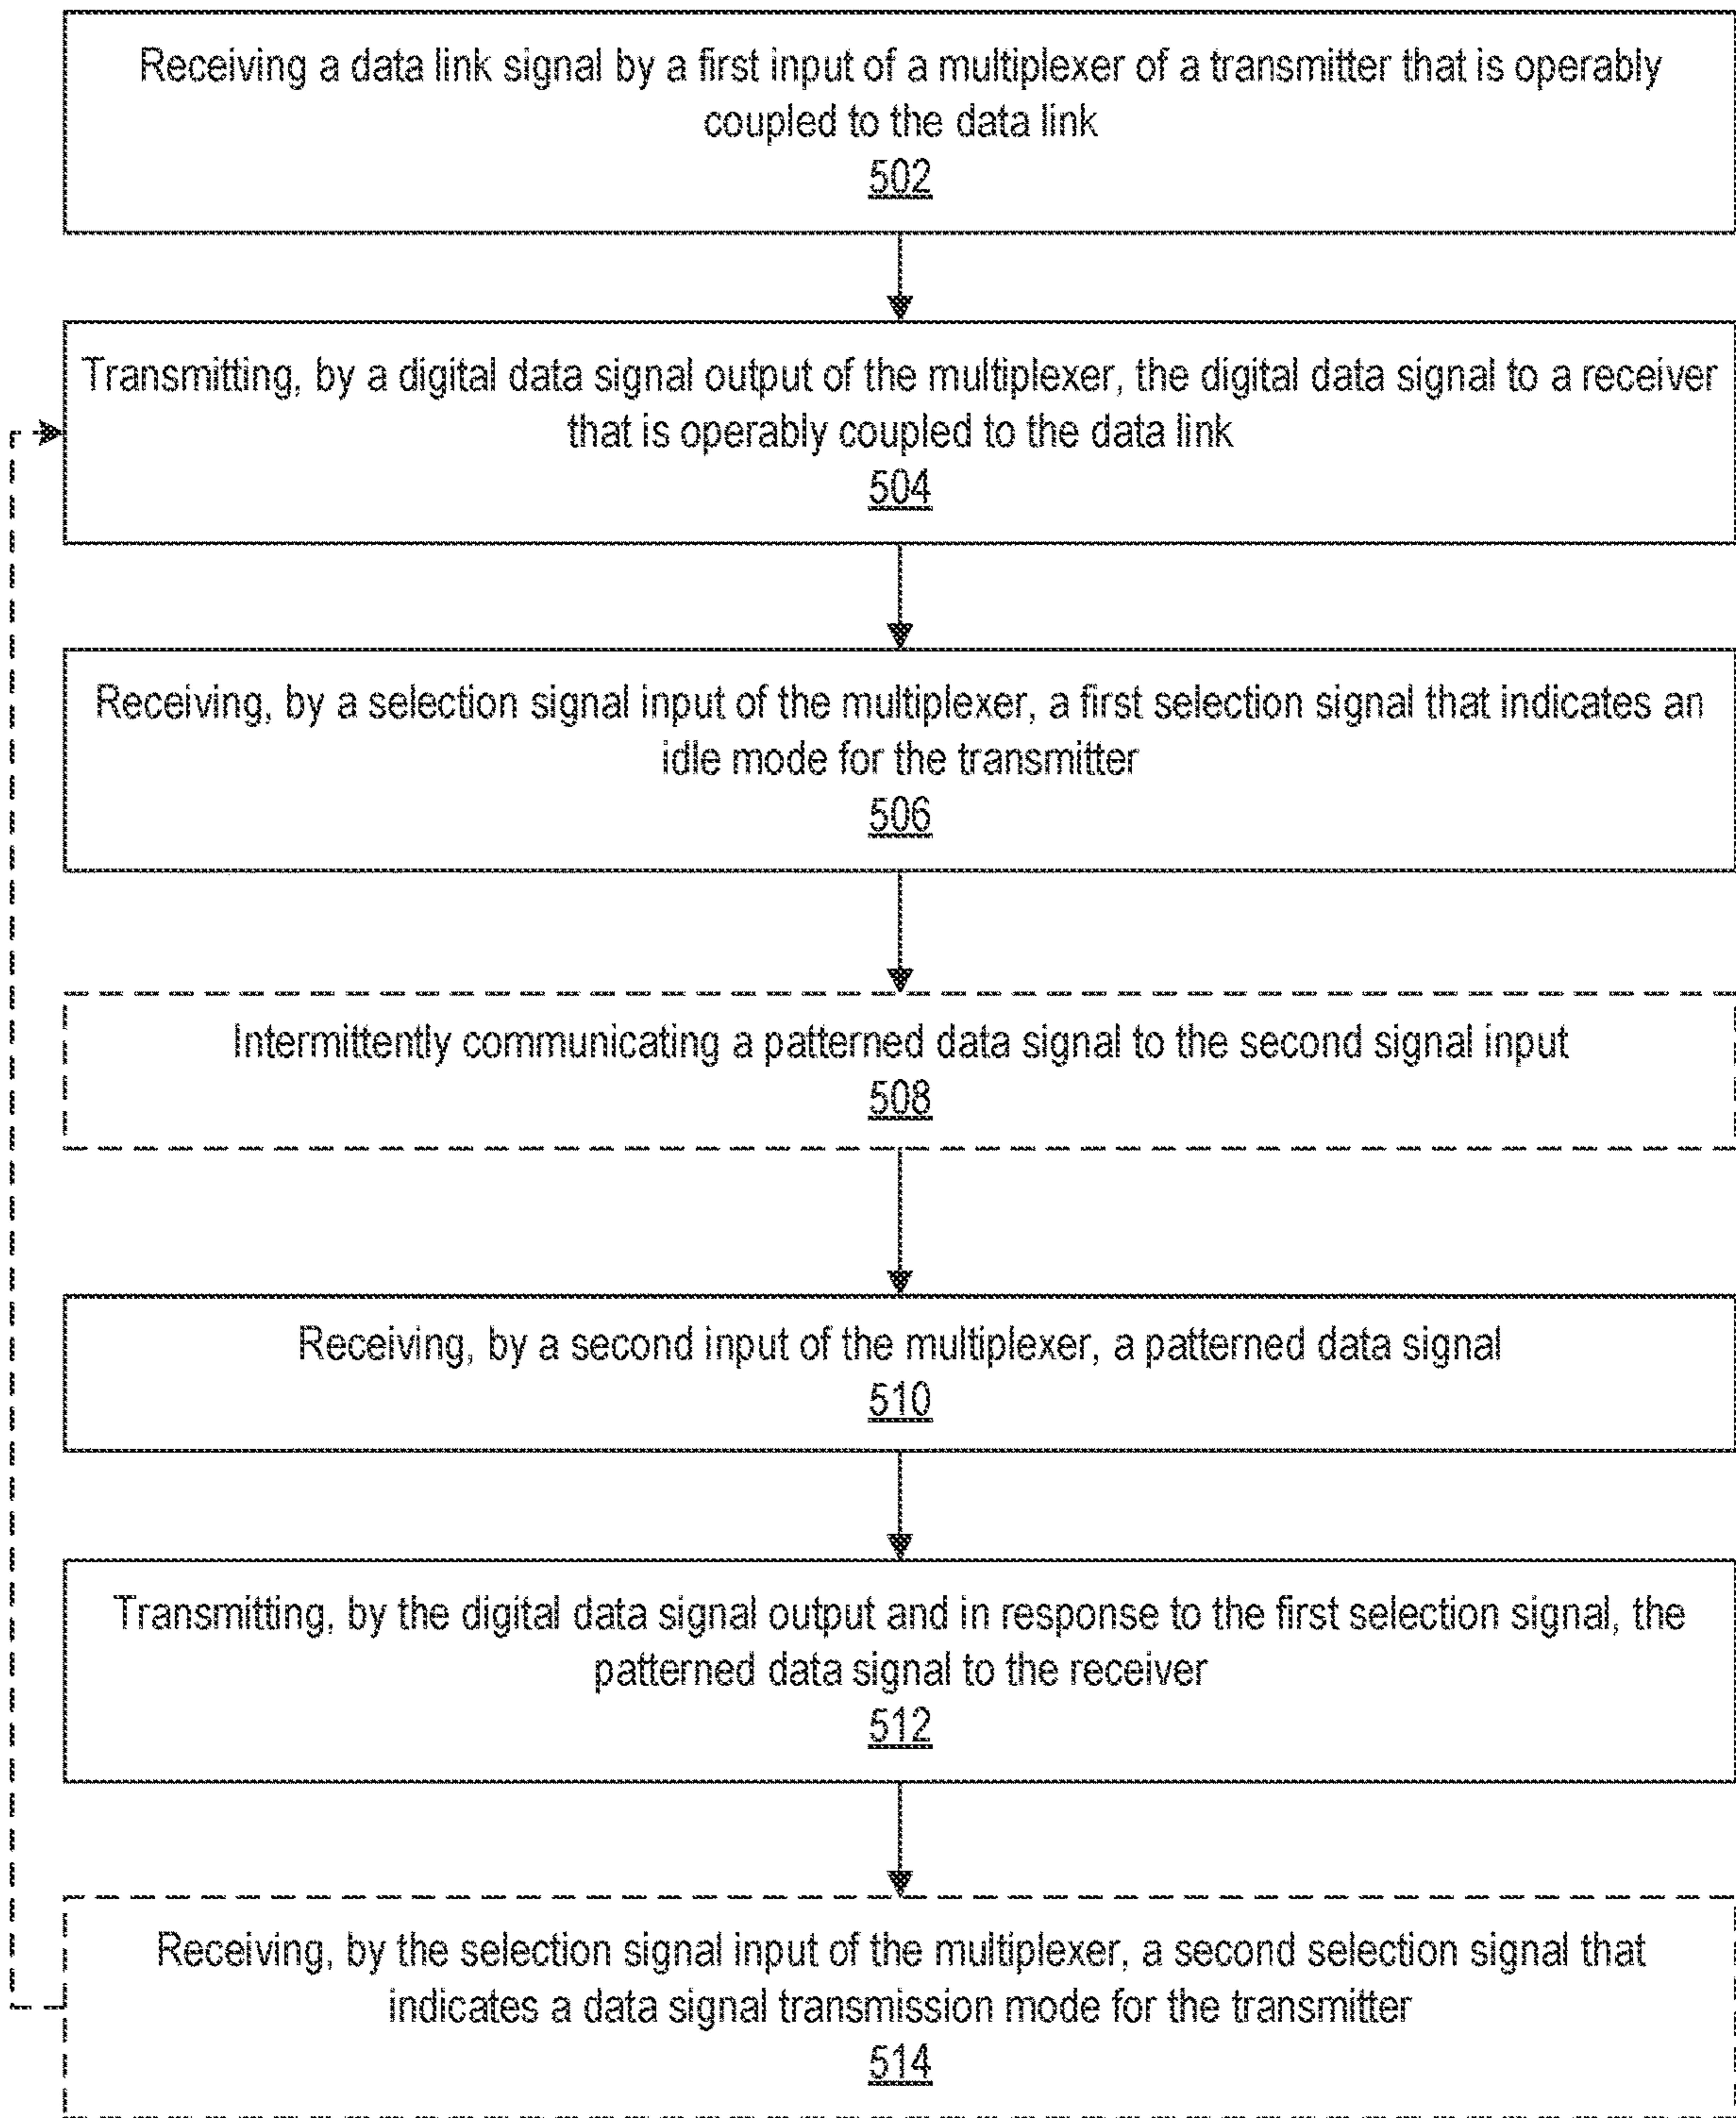 Receiving a data link signal by a first input of a multiplexer of a transmitter that is operably
coupled to the data link
502
Transmitting, by a digital data signal output of the multiplexer, the digital data signal to a receiver
that is operably coupled to the data link
504
Receiving, by a selection signal input of the multiplexer, a first selection signal that indicates an
idle mode for the transmitter
506
Intermittently communicating a patterned data signal to the second signal input
508
Receiving, by a second input of the multiplexer, a patterned data signal
510
Transmitting, by the digital data signal output and in response to the first selection signal, the
patterned data signal to the receiver
512
Receiving, by the selection signal input of the multiplexer, a second selection signal that
indicates a data signal transmission mode for the transmitter
514